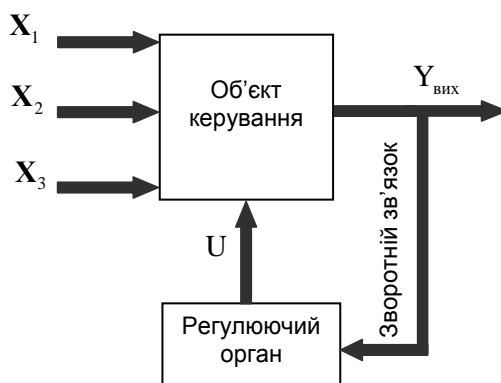 X₁
X₂
X₃
Об’єкт
керування
Yвих
U
Зворотній зв’язок
Регулюючий
орган